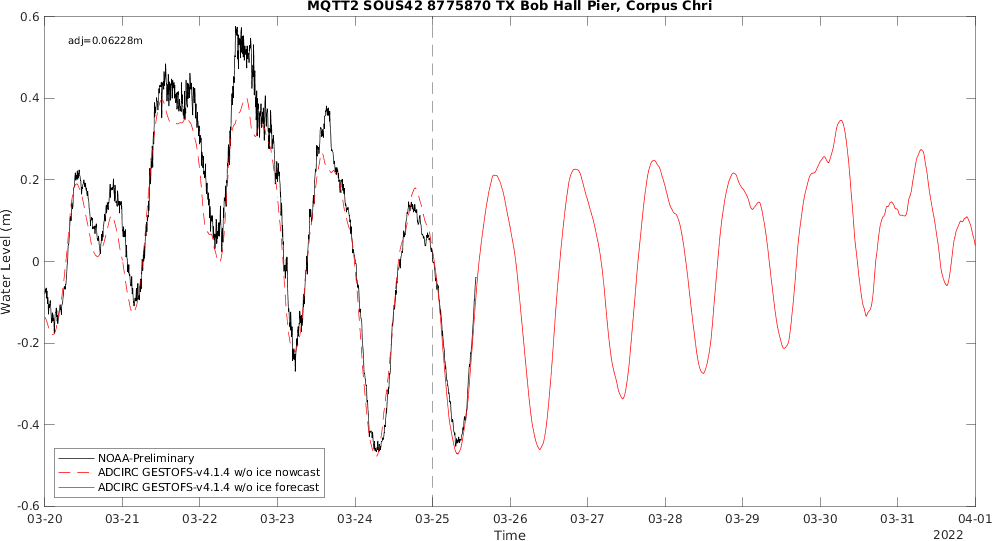 MQTT2 SOUS42 8775870 TX Bob Hall Pier, Corpus Chri
adj=0.06228m
0.6
0.4
0.2
0
-0.2
-0.4
-0.6
Water Level (m)
NOAA-Preliminary
ADCIRC GESTOFS-v4.1.4 w/o ice nowcast
ADCIRC GESTOFS-v4.1.4 w/o ice forecast
03-20 03-21 03-22 03-23 03-24 03-25 03-26 03-27 03-28 03-29 03-30 03-31 04-01
Time
2022